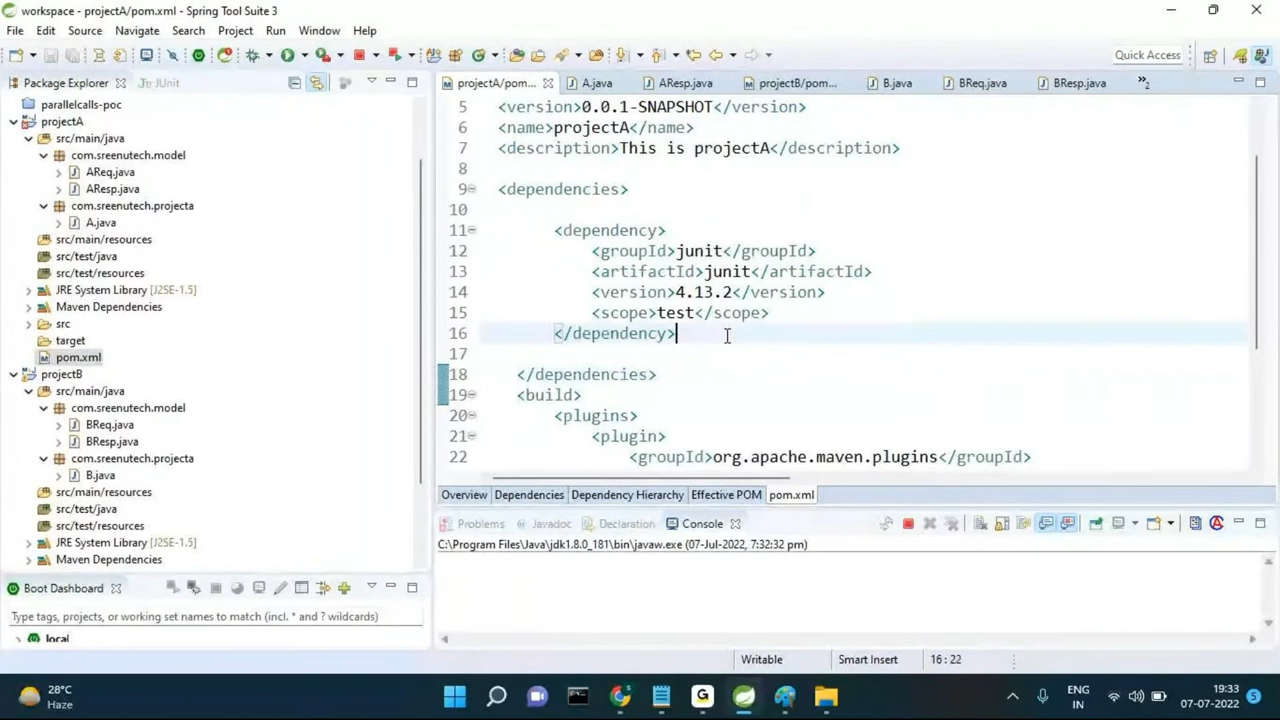 workspace - projectA/pom.xml - Spring Tool Suite 3
File Edit Source Navigate Search Project Run Window Help
Quick Access
Package Explorer
JUnit
parallelcalls-poc
projectA
src/main/java
com.sreenutech.model
AReq.java
AResp.java
com.sreenutech.projecta
A.java
src/main/resources
src/test/java
src/test/resources
JRE System Library [J2SE-1.5]
Maven Dependencies
src
target
pom.xml
projectB
src/main/java
com.sreenutech.model
BReq.java
BResp.java
com.sreenutech.projecta
B.java
src/main/resources
src/test/java
src/test/resources
JRE System Library [J2SE-1.5]
Maven Dependencies
Boot Dashboard
Type tags, projects, or working set names to match (incl. * and ? wildcards)
local
projectA/pom... A.java AResp.java projectB/pom... B.java BReq.java BResp.java »2
5 <version>0.0.1-SNAPSHOT</version>
6 <name>projectA</name>
7 <description>This is projectA</description>
8
9 <dependencies>
10
11 <dependency>
12 <groupId>junit</groupId>
13 <artifactId>junit</artifactId>
14 <version>4.13.2</version>
15 <scope>test</scope>
16 </dependency>
17
18 </dependencies>
19 <build>
20 <plugins>
21 <plugin>
22 <groupId>org.apache.maven.plugins</groupId>
Overview Dependencies Dependency Hierarchy Effective POM pom.xml
Problems Javadoc Declaration Console
C:\Program Files\Java\jdk1.8.0_181\bin\javaw.exe (07-Jul-2022, 7:32:32 pm)
Writable Smart Insert 16 : 22
28°C
Haze
ENG
IN
19:33
07-07-2022
5